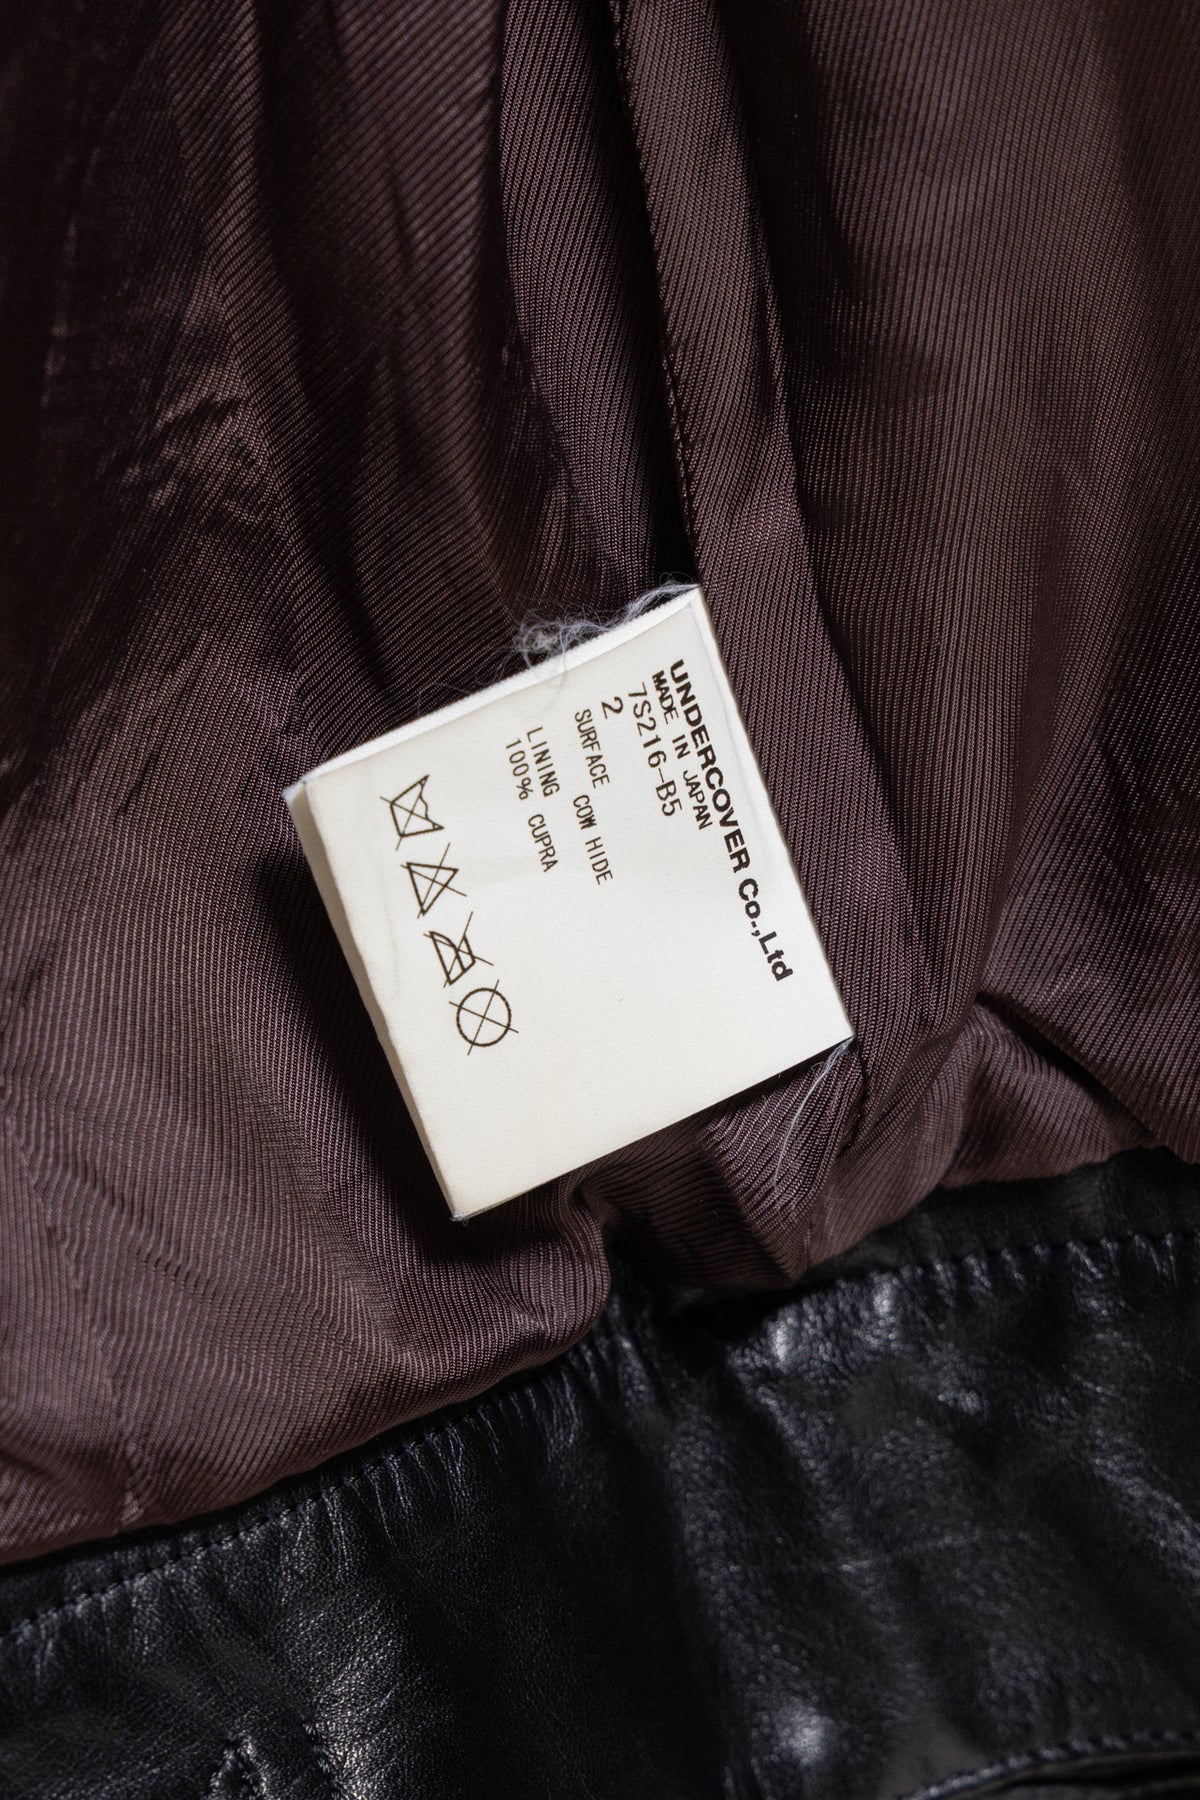 UNDERCOVER Co.,Ltd
MADE IN JAPAN
7S216-B5
2
SURFACE COW HIDE
LINING
100% CUPRA